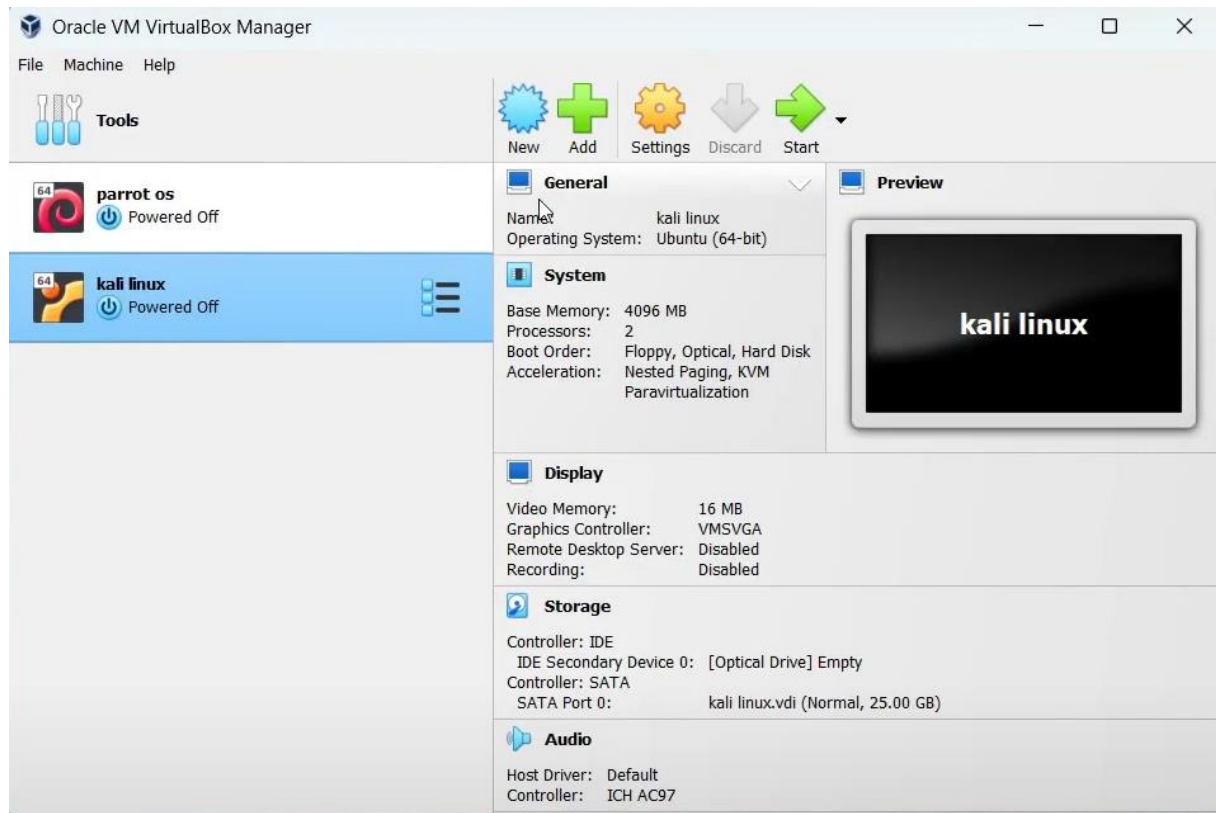 Oracle VM VirtualBox Manager
File Machine Help
Tools
New Add Settings Discard Start
64
parrot os
Powered Off
64
kali linux
Powered Off
General
Name: kali linux
Operating System: Ubuntu (64-bit)
System
Base Memory: 4096 MB
Processors: 2
Boot Order: Floppy, Optical, Hard Disk
Acceleration: Nested Paging, KVM
Paravirtualization
Preview
kali linux
Display
Video Memory: 16 MB
Graphics Controller: VMSVGA
Remote Desktop Server: Disabled
Recording: Disabled
Storage
Controller: IDE
IDE Secondary Device 0: [Optical Drive] Empty
Controller: SATA
SATA Port 0: kali linux.vdi (Normal, 25.00 GB)
Audio
Host Driver: Default
Controller: ICH AC97